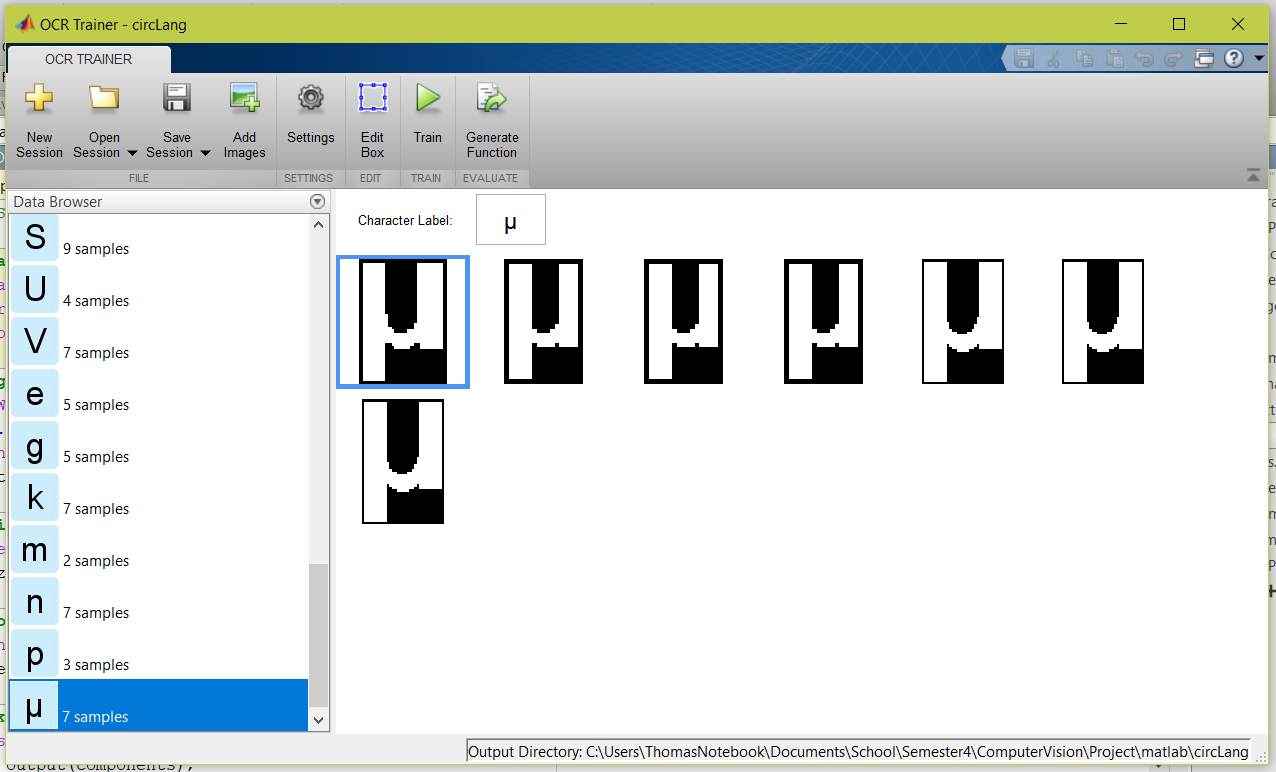 OCR Trainer - circLang
OCR TRAINER
New Session
Open Session
Save Session
Add Images
Settings
Edit Box
Train
Generate Function
FILE
SETTINGS
EDIT
TRAIN
EVALUATE
Data Browser
Character Label:
μ
S
9 samples
U
4 samples
V
7 samples
e
5 samples
g
5 samples
k
7 samples
m
2 samples
n
7 samples
p
3 samples
μ
7 samples
Output Directory: C:\Users\ThomasNotebook\Documents\School\Semester4\ComputerVision\Project\matlab\circLang